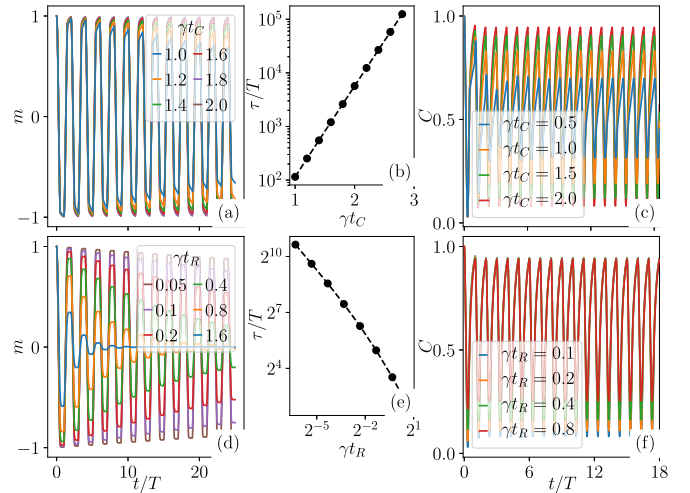 1
0
−1
m
γt_C
1.0
1.6
1.2
1.8
1.4
2.0
(a)
10^5
10^4
10^3
10^2
τ/T
1
2
3
γt_C
(b)
1.0
0.5
0.0
C
γt_C = 0.5
γt_C = 1.0
γt_C = 1.5
γt_C = 2.0
(c)
1
0
−1
m
γt_R
0.05
0.4
0.1
0.8
0.2
1.6
(d)
0
10
20
t/T
2^10
2^7
2^4
τ/T
(e)
2^−5
2^−2
2^1
γt_R
1.0
0.5
0.0
C
γt_R = 0.1
γt_R = 0.2
γt_R = 0.4
γt_R = 0.8
(f)
0
6
12
18
t/T